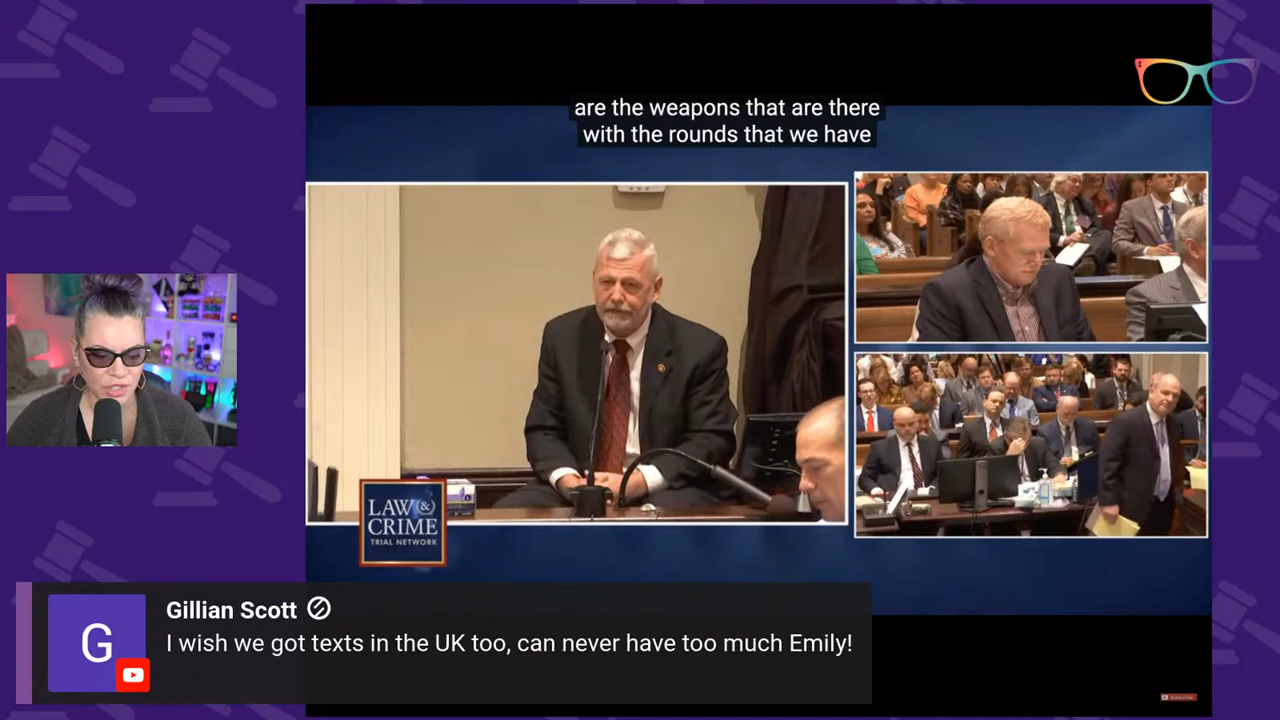 are the weapons that are there
with the rounds that we have
LAW &
CRIME
TRIAL NETWORK
G
Gillian Scott
I wish we got texts in the UK too, can never have too much Emily!
Subscribe